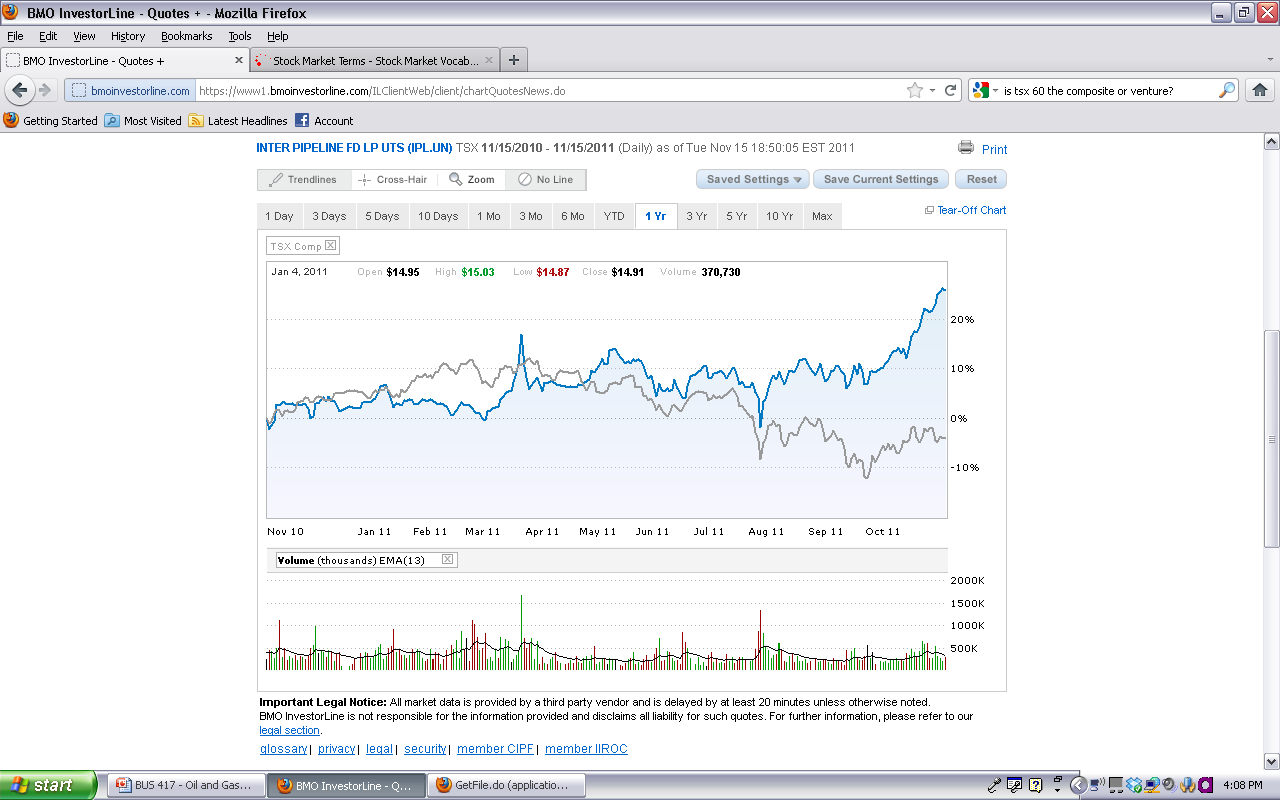 BMO InvestorLine - Quotes + - Mozilla Firefox
File Edit View History Bookmarks Tools Help
BMO InvestorLine - Quotes + Stock Market Terms - Stock Market Vocab...
bmoinvestorline.com https://www1.bmoinvestorline.com/ILClientWeb/client/chartQuotesNews.do is tsx 60 the composite or venture?
Getting Started Most Visited Latest Headlines Account
INTER PIPELINE FD LP UTS (IPL.UN) TSX 11/15/2010 - 11/15/2011 (Daily) as of Tue Nov 15 18:50:05 EST 2011 Print
Trendlines Cross-Hair Zoom No Line Saved Settings Save Current Settings Reset
1 Day 3 Days 5 Days 10 Days 1 Mo 3 Mo 6 Mo YTD 1 Yr 3 Yr 5 Yr 10 Yr Max Tear-Off Chart
TSX Comp
Jan 4, 2011 Open $14.95 High $15.03 Low $14.87 Close $14.91 Volume 370,730
20%
10%
0%
-10%
Nov 10 Jan 11 Feb 11 Mar 11 Apr 11 May 11 Jun 11 Jul 11 Aug 11 Sep 11 Oct 11
Volume (thousands) EMA(13)
2000K
1500K
1000K
500K
Important Legal Notice: All market data is provided by a third party vendor and is delayed by at least 20 minutes unless otherwise noted.
BMO InvestorLine is not responsible for the information provided and disclaims all liability for such quotes. For further information, please refer to our
legal section.
glossary | privacy | legal | security | member CIPF | member IIROC
start BUS 417 - Oil and Gas... BMO InvestorLine - Q... GetFile.do (applicatio... 4:08 PM